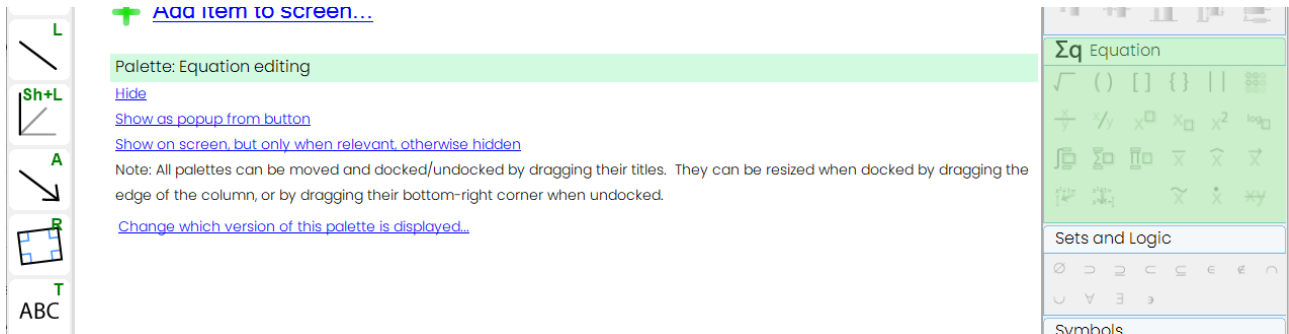 Add item to screen...
L
Palette: Equation editing
Σq Equation
Hide
Sh+L
√ ( ) [ ] { } | |
Show as popup from button
x/y x/y x□ x□ x² log□
Show on screen, but only when relevant, otherwise hidden
A
Note: All palettes can be moved and docked/undocked by dragging their titles. They can be resized when docked by dragging the
∫□ Σ□ Π□ x̅ x̂ x⃗
edge of the column, or by dragging their bottom-right corner when undocked.
x̃ ẋ xy
R
Change which version of this palette is displayed...
Sets and Logic
∅ ⊃ ⊇ ⊂ ⊆ ∈ ∉ ∩
T
ABC
∪ ∀ ∃ ϶
Symbols